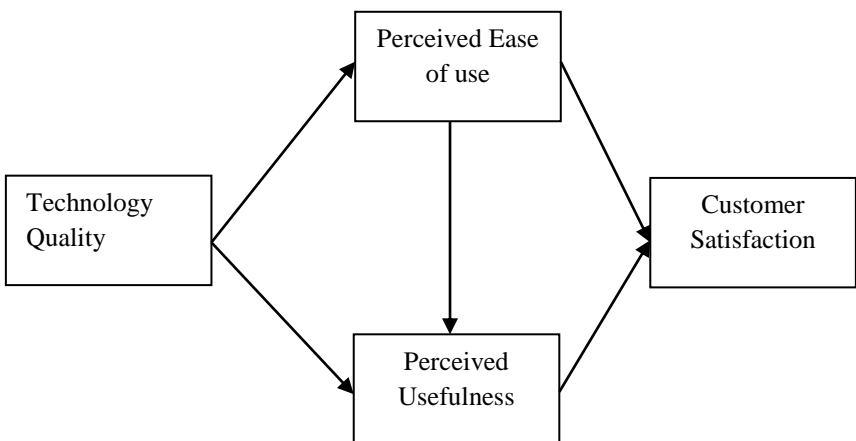 Perceived Ease
of use
Technology
Quality
Customer
Satisfaction
Perceived
Usefulness